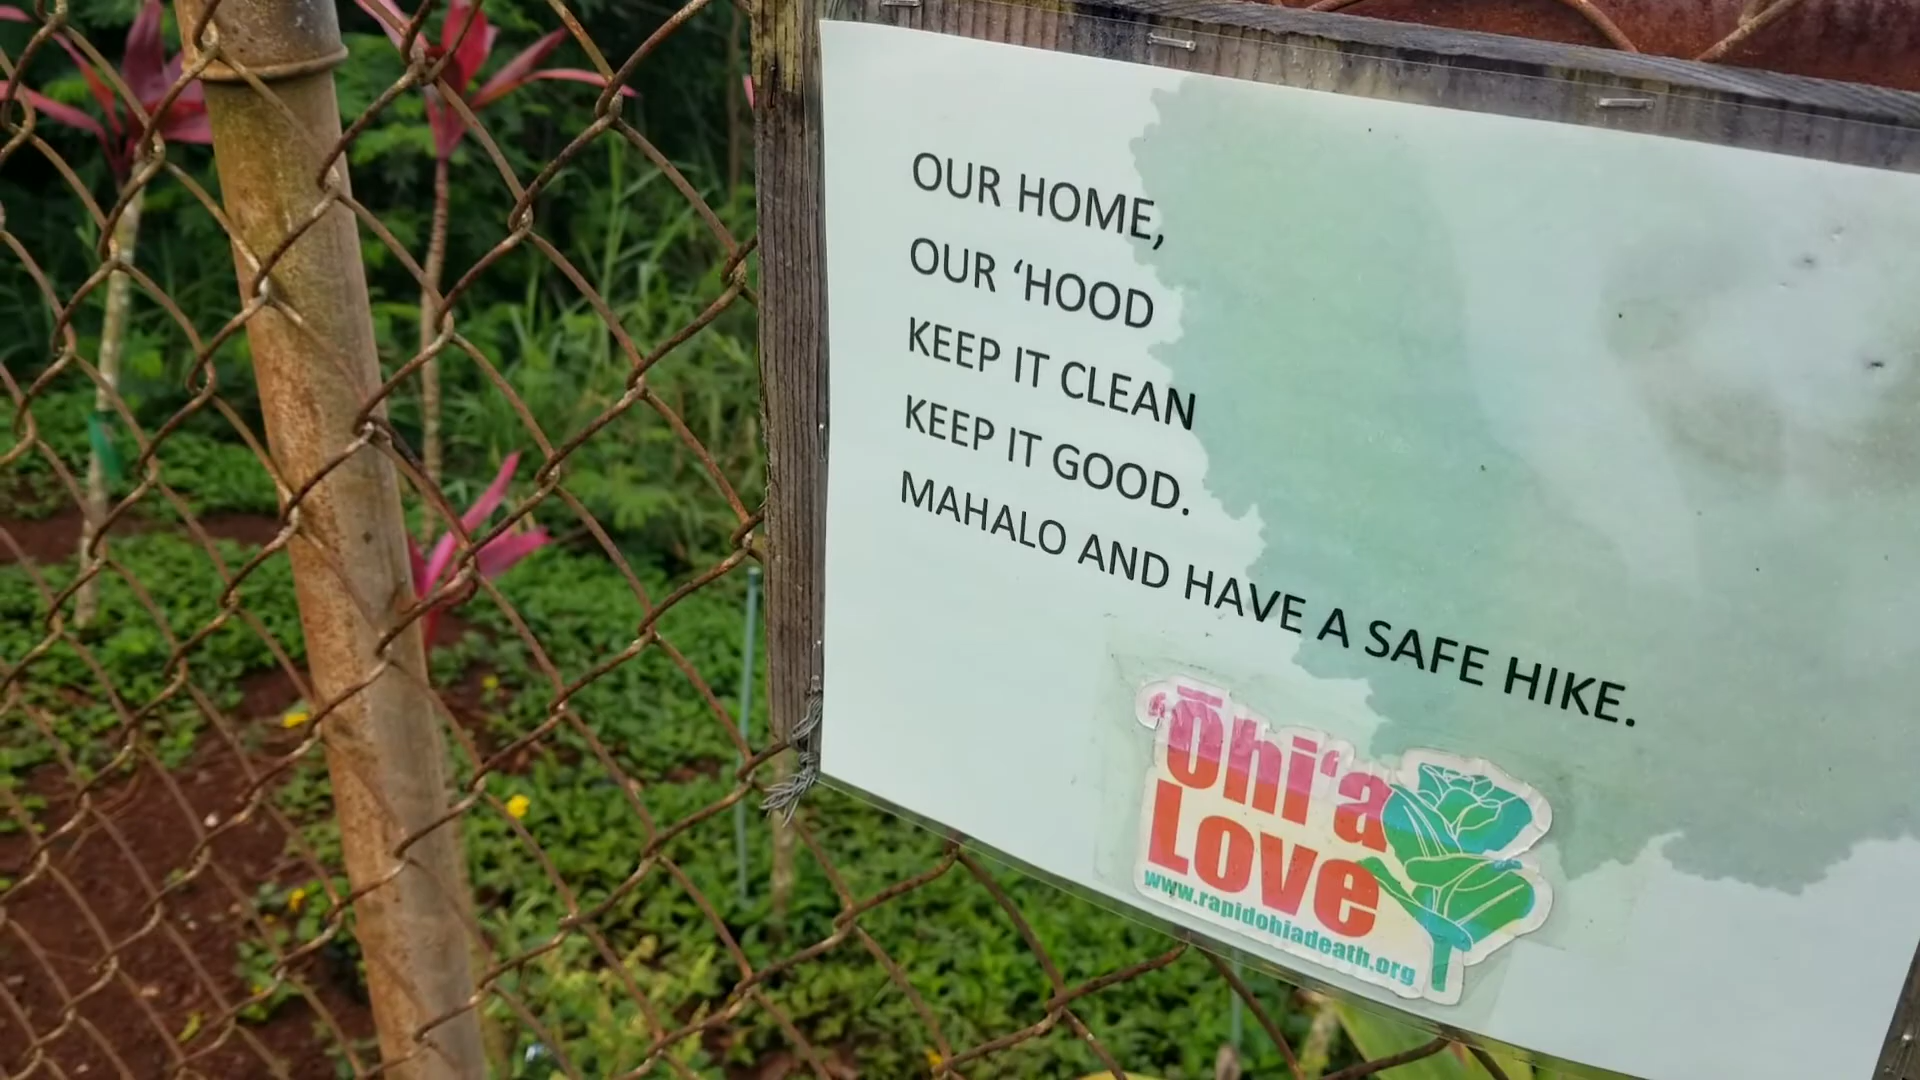 OUR HOME,
OUR ‘HOOD
KEEP IT CLEAN
KEEP IT GOOD.
MAHALO AND HAVE A SAFE HIKE.
‘Ōhi‘a
Love
www.rapidohiadeath.org